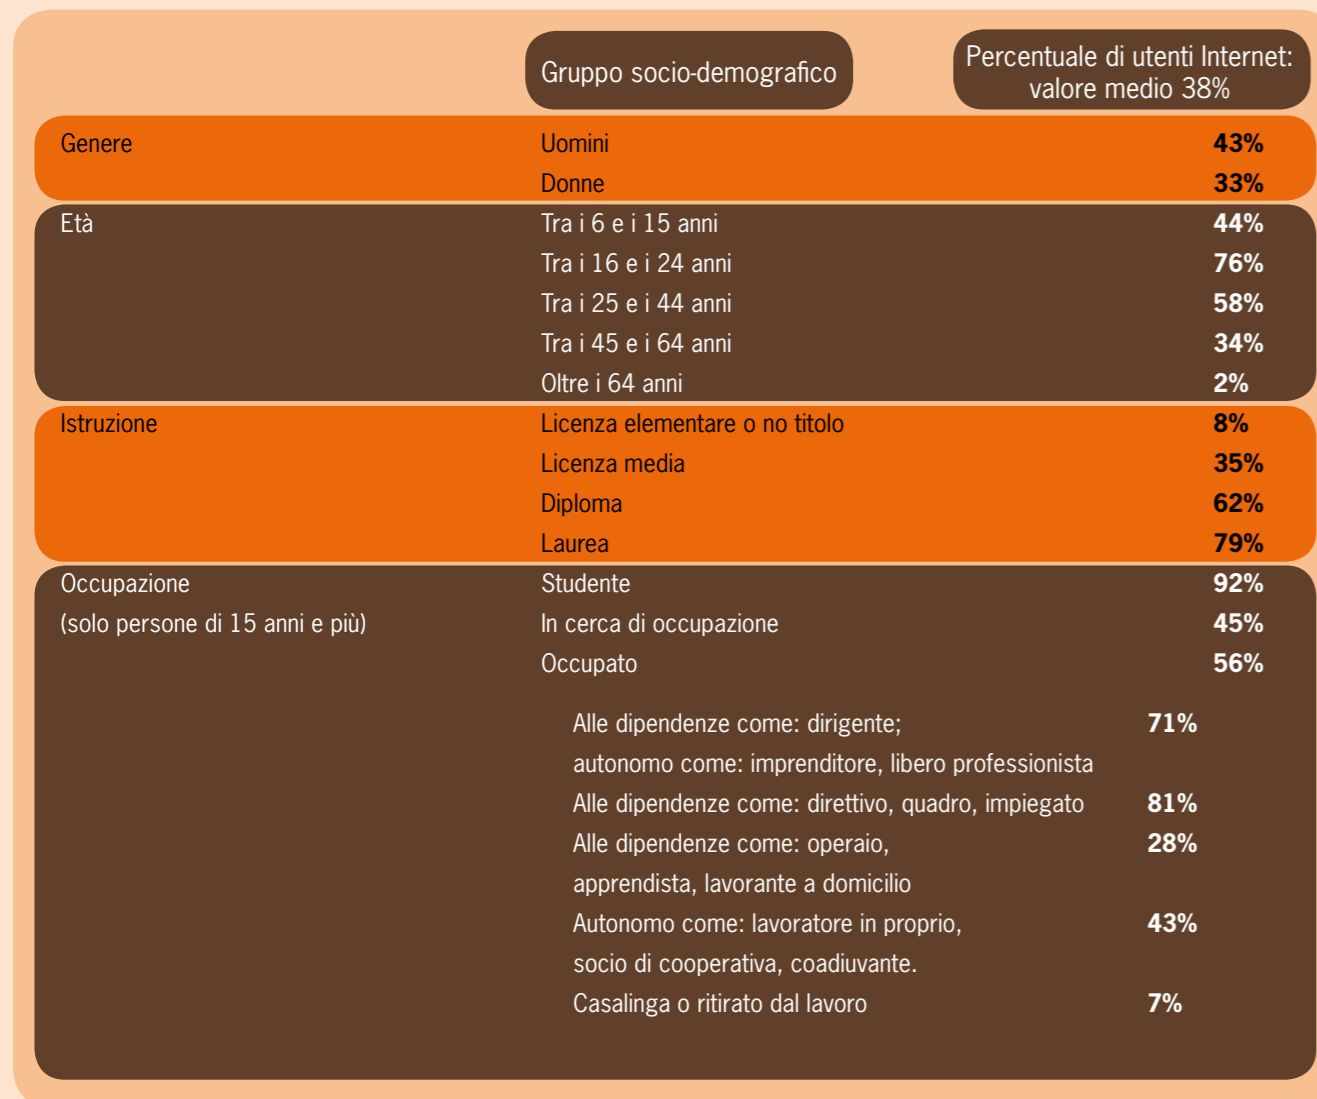 Gruppo socio-demografico
Percentuale di utenti Internet:
valore medio 38%
Genere Uomini 43%
Donne 33%
Età Tra i 6 e i 15 anni 44%
Tra i 16 e i 24 anni 76%
Tra i 25 e i 44 anni 58%
Tra i 45 e i 64 anni 34%
Oltre i 64 anni 2%
Istruzione Licenza elementare o no titolo 8%
Licenza media 35%
Diploma 62%
Laurea 79%
Occupazione Studente 92%
(solo persone di 15 anni e più) In cerca di occupazione 45%
Occupato 56%
Alle dipendenze come: dirigente; 71%
autonomo come: imprenditore, libero professionista
Alle dipendenze come: direttivo, quadro, impiegato 81%
Alle dipendenze come: operaio, 28%
apprendista, lavorante a domicilio
Autonomo come: lavoratore in proprio, 43%
socio di cooperativa, coadiuvante.
Casalinga o ritirato dal lavoro 7%